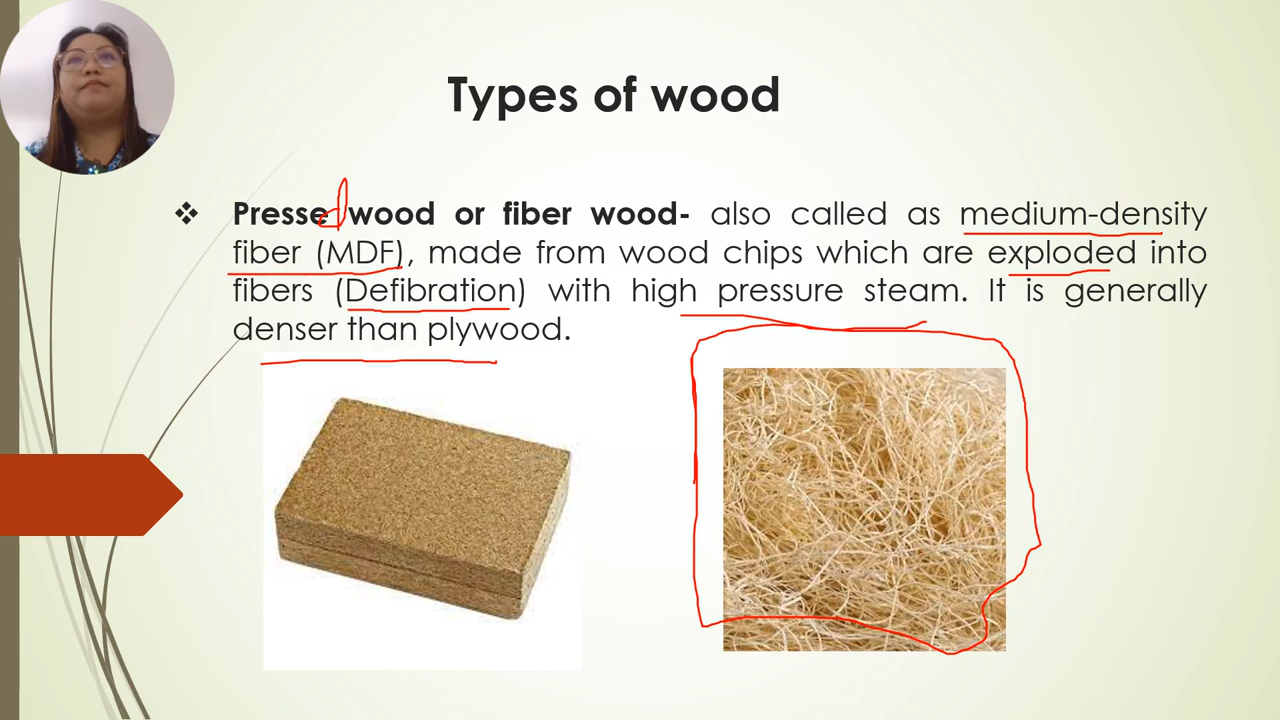 Types of wood
❖ Pressed wood or fiber wood- also called as medium-density
fiber (MDF), made from wood chips which are exploded into
fibers (Defibration) with high pressure steam. It is generally
denser than plywood.